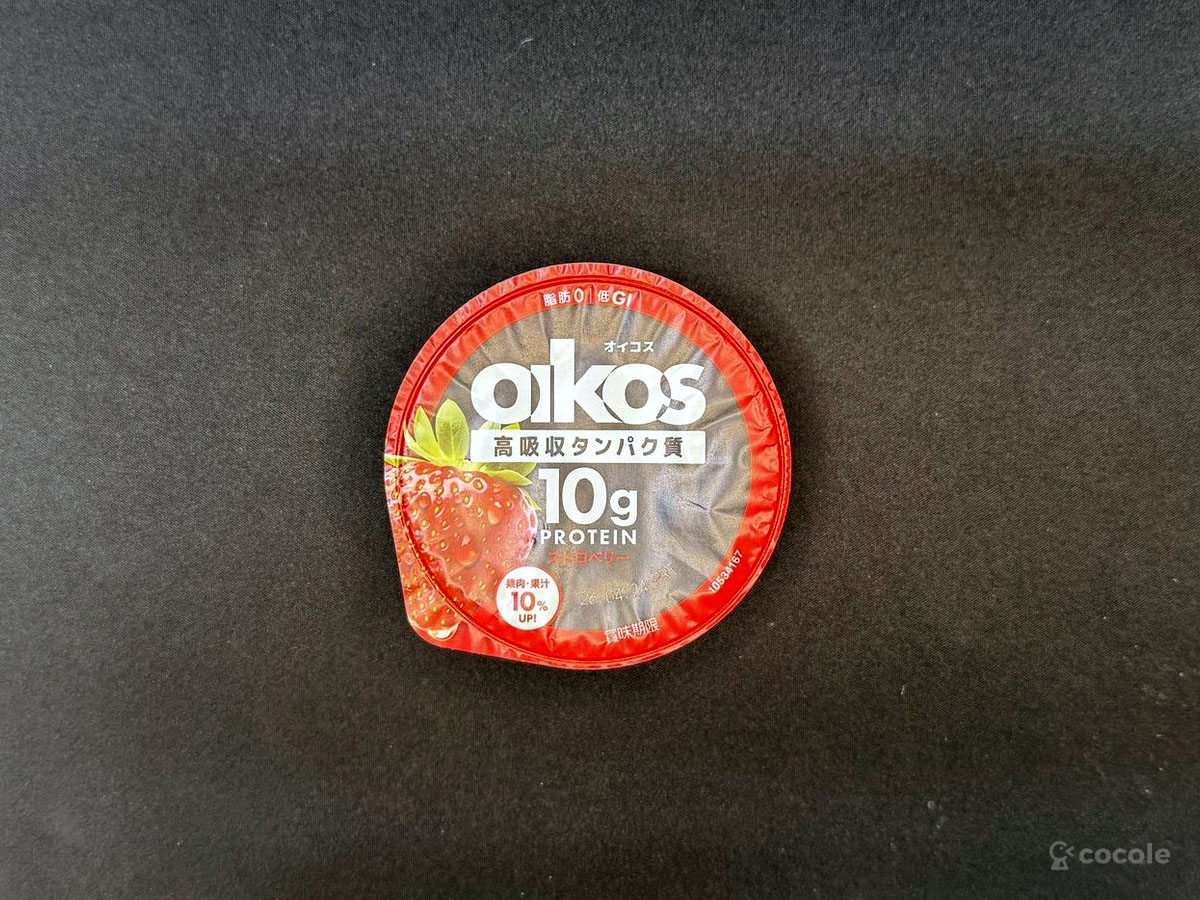 脂肪0 低GI
オイコス
oikos
高吸収タンパク質
10g
PROTEIN
ストロベリー
果肉・果汁
10%
UP!
10534167
賞味期限
cocole